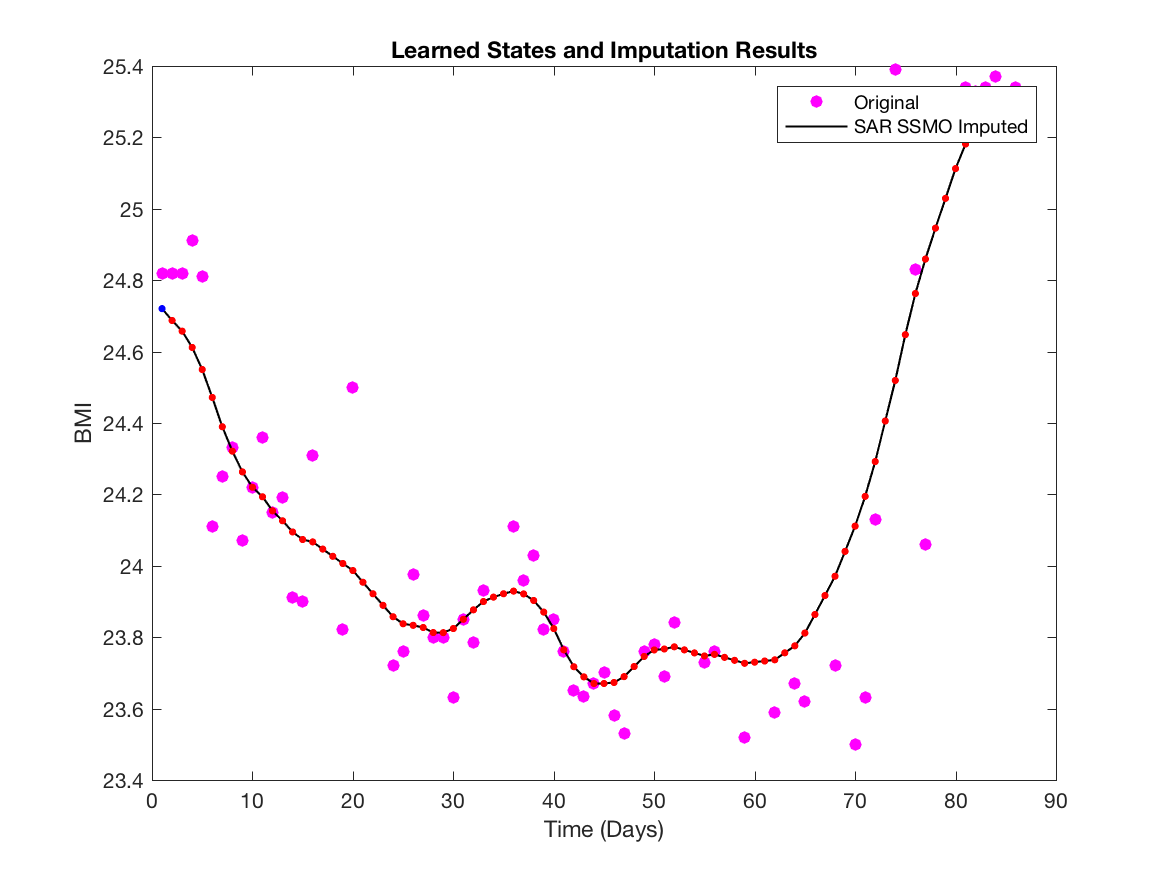 Learned States and Imputation Results
25.4
25.2
25
24.8
24.6
24.4
24.2
24
23.8
23.6
23.4
BMI
Original
SAR SSMO Imputed
0 10 20 30 40 50 60 70 80 90
Time (Days)